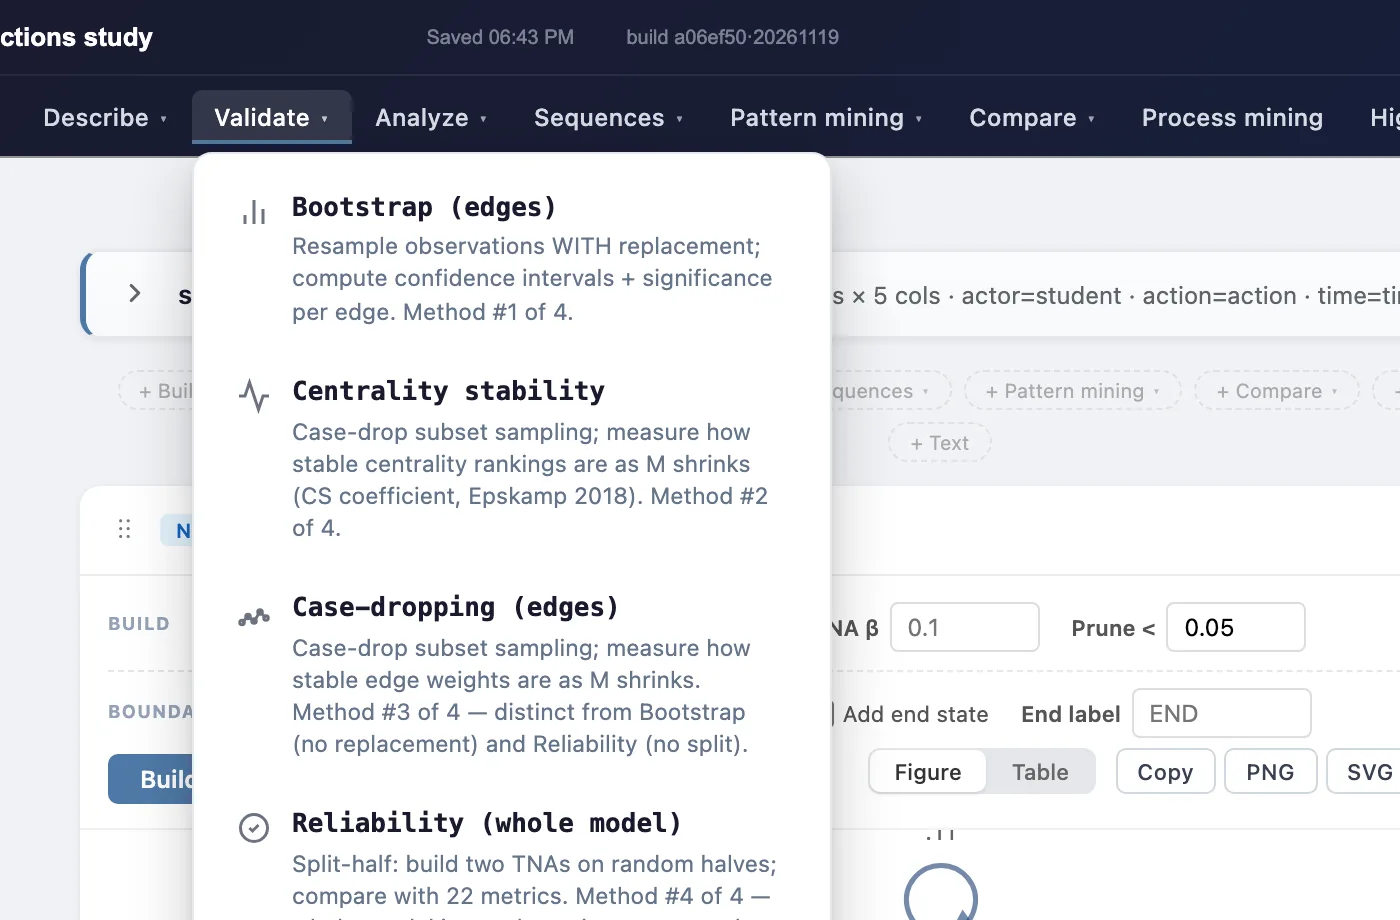 ctions study
Saved 06:43 PM
build a06ef50·20261119
Describe
Validate
Analyze
Sequences
Pattern mining
Compare
Process mining
Bootstrap (edges)
Resample observations WITH replacement;
compute confidence intervals + significance
per edge. Method #1 of 4.
Centrality stability
Case-drop subset sampling; measure how
stable centrality rankings are as M shrinks
(CS coefficient, Epskamp 2018). Method #2
of 4.
Case-dropping (edges)
Case-drop subset sampling; measure how
stable edge weights are as M shrinks.
Method #3 of 4 — distinct from Bootstrap
(no replacement) and Reliability (no split).
Reliability (whole model)
Split-half: build two TNAs on random halves;
compare with 22 metrics. Method #4 of 4 —
s × 5 cols · actor=student · action=action · time=ti
+ Buil
quences
+ Pattern mining
+ Compare
+ Text
N
BUILD
NA β
0.1
Prune <
0.05
BOUNDA
Add end state
End label
END
Build
Figure
Table
Copy
PNG
SVG